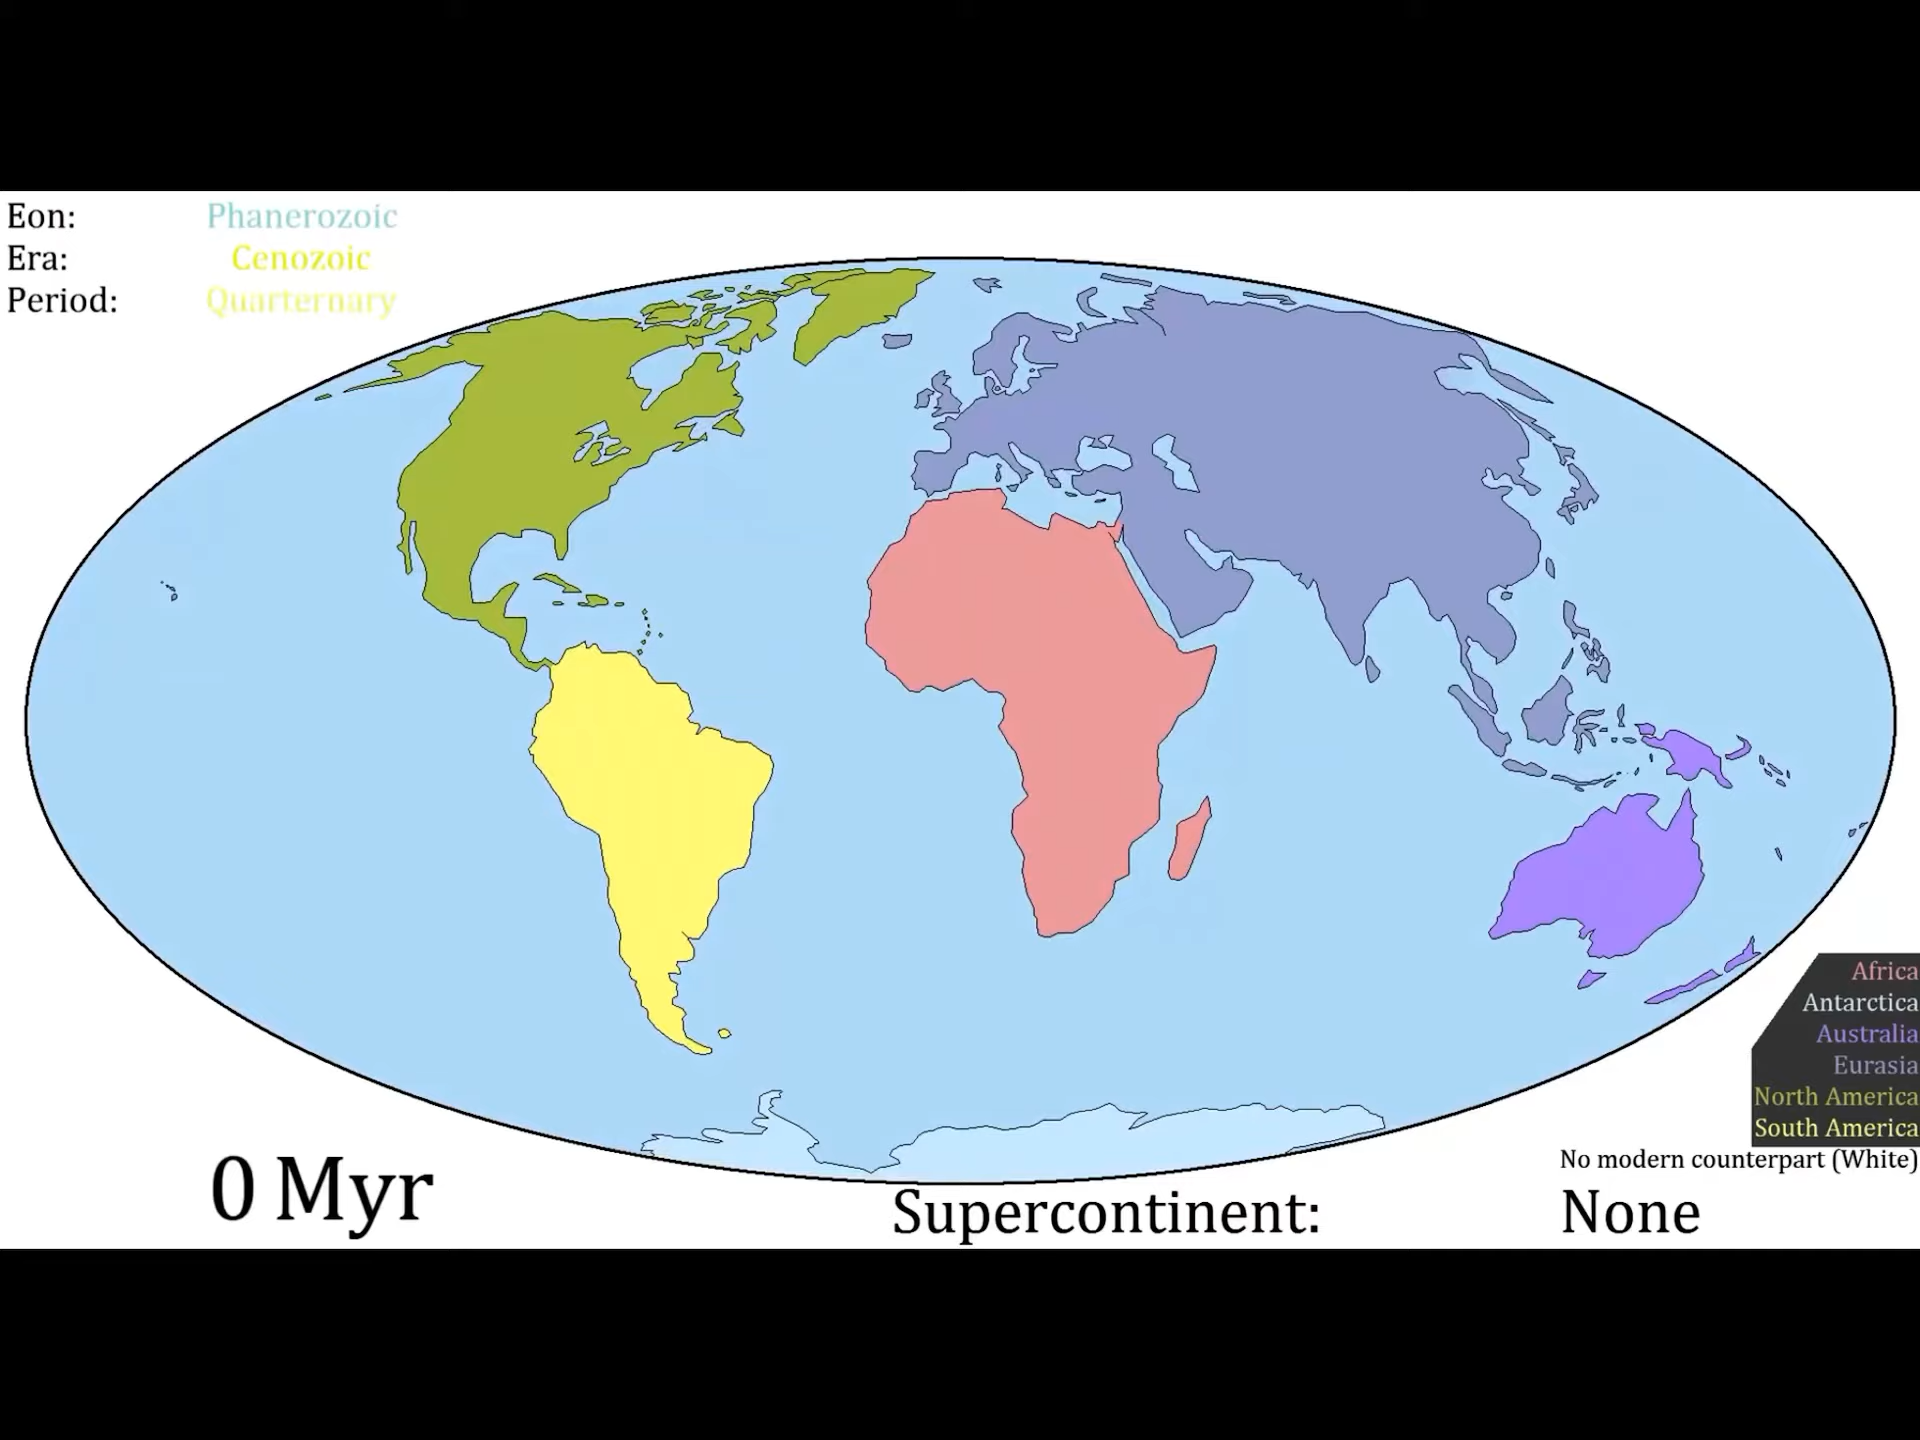 Eon: Phanerozoic
Era: Cenozoic
Period: Quarternary
Africa
Antarctica
Australia
Eurasia
North America
South America
No modern counterpart (White)
0 Myr
Supercontinent: None